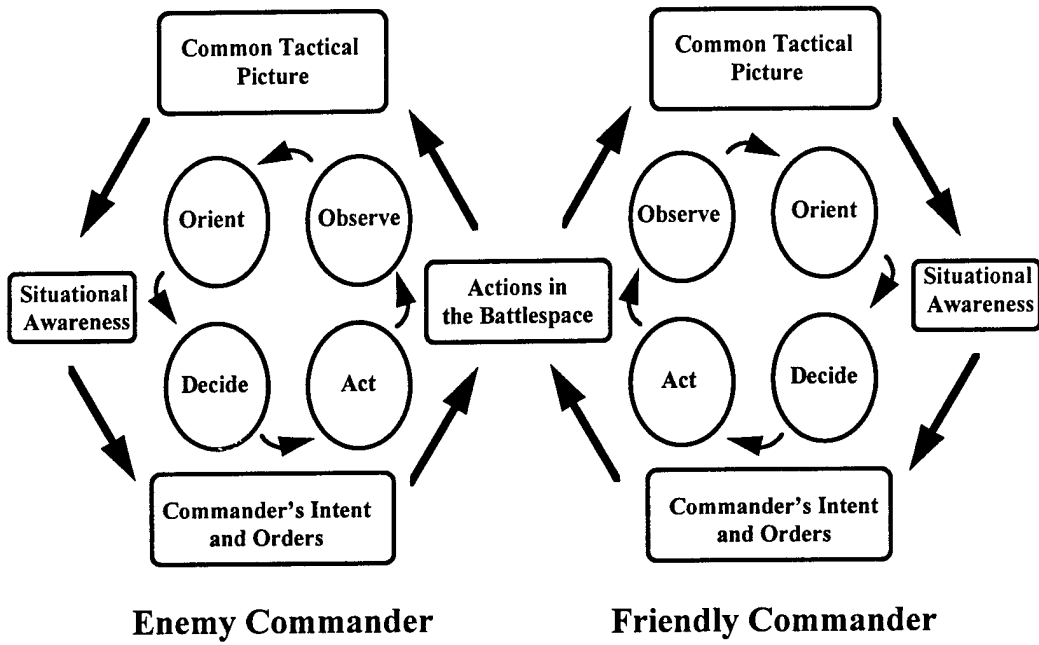 Common Tactical
Picture
Common Tactical
Picture
Orient
Observe
Observe
Orient
Situational
Awareness
Actions in
the Battlespace
Situational
Awareness
Decide
Act
Act
Decide
Commander's Intent
and Orders
Commander's Intent
and Orders
Enemy Commander
Friendly Commander